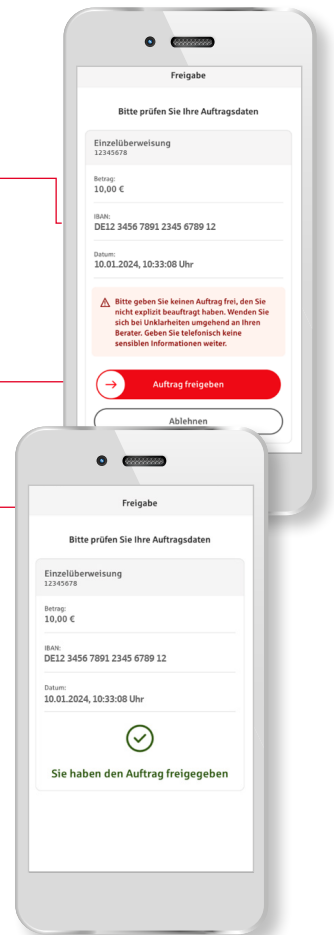 Freigabe
Bitte prüfen Sie Ihre Auftragsdaten
Einzelüberweisung
12345678
Betrag:
10,00 €
IBAN:
DE12 3456 7891 2345 6789 12
Datum:
10.01.2024, 10:33:08 Uhr
Bitte geben Sie keinen Auftrag frei, den Sie
nicht explizit beauftragt haben. Wenden Sie
sich bei Unklarheiten umgehend an Ihren
Berater. Geben Sie telefonisch keine
sensiblen Informationen weiter.
Auftrag freigeben
Ablehnen
Freigabe
Bitte prüfen Sie Ihre Auftragsdaten
Einzelüberweisung
12345678
Betrag:
10,00 €
IBAN:
DE12 3456 7891 2345 6789 12
Datum:
10.01.2024, 10:33:08 Uhr
Sie haben den Auftrag freigegeben